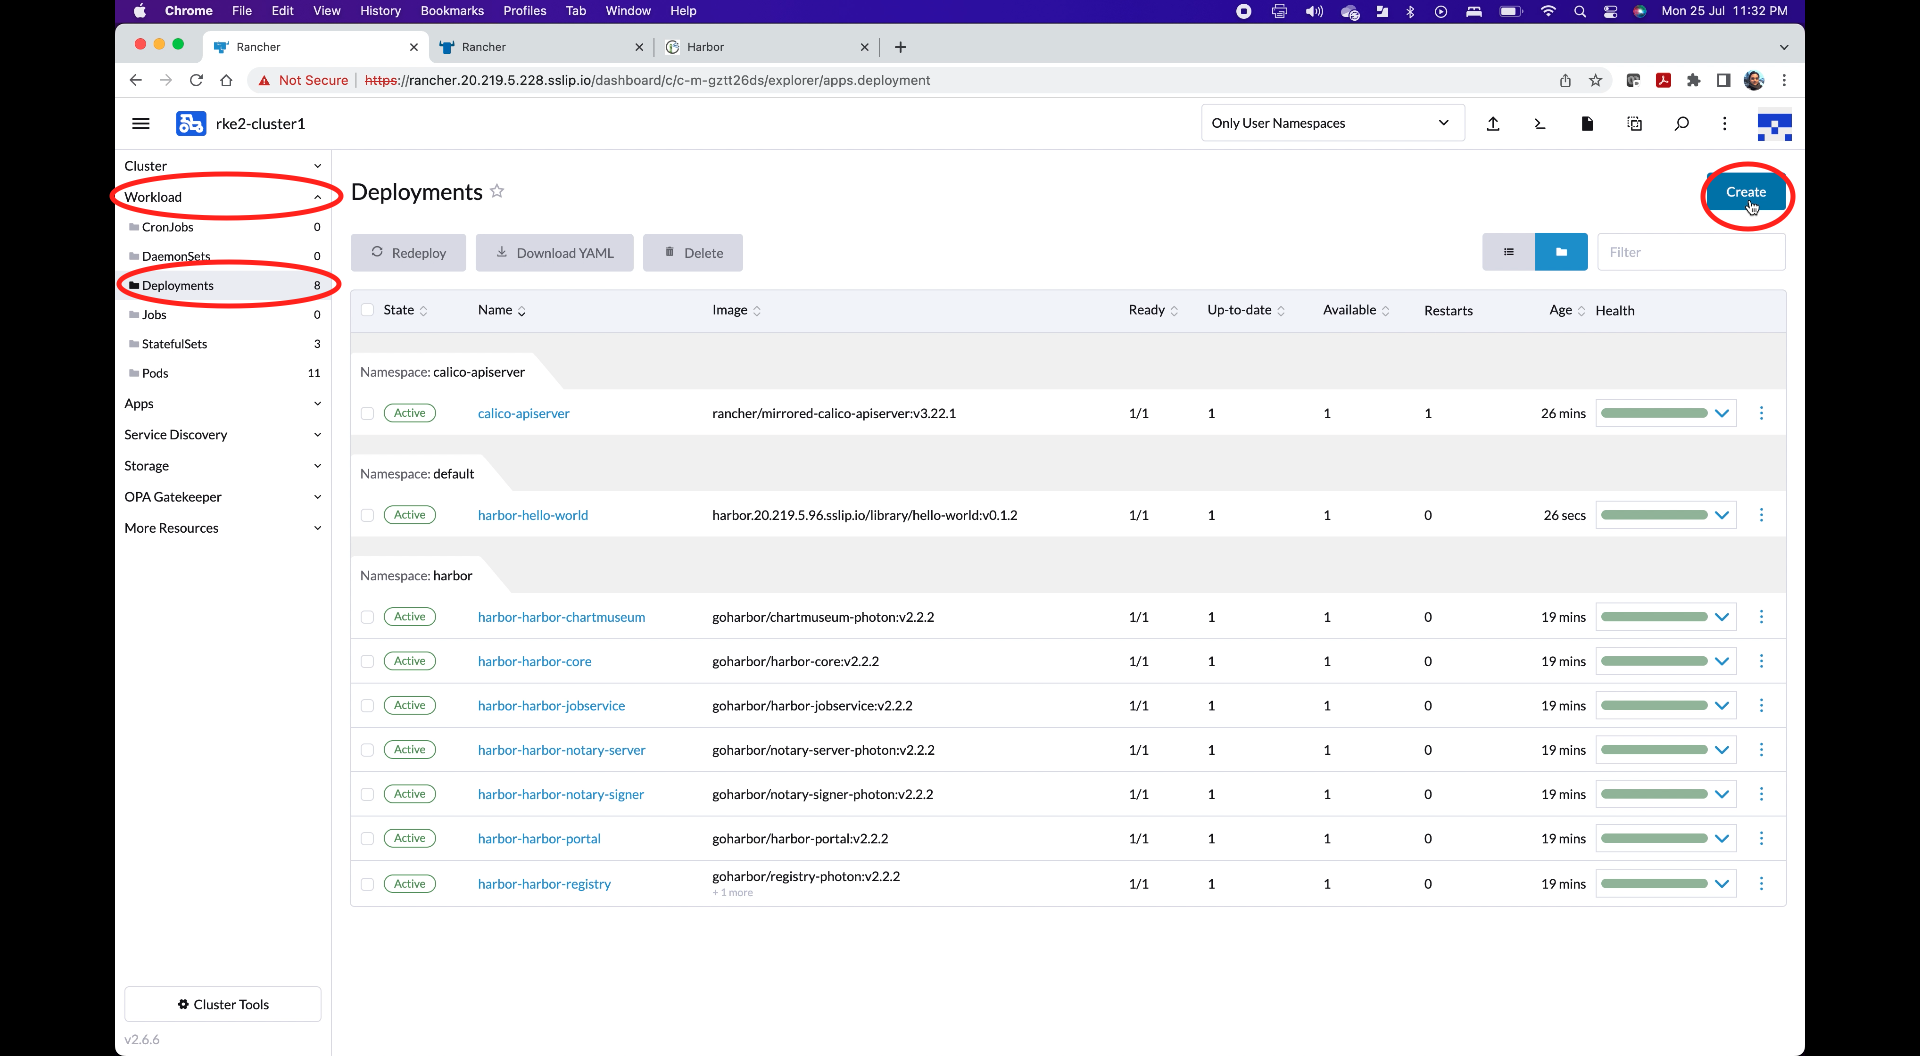 Chrome File Edit View History Bookmarks Profiles Tab Window Help Mon 25 Jul 11:32 PM
Rancher Rancher Harbor
Not Secure https://rancher.20.219.5.228.sslip.io/dashboard/c/c-m-gztt26ds/explorer/apps.deployment
rke2-cluster1 Only User Namespaces
Cluster
Workload
CronJobs 0
DaemonSets 0
Deployments 8
Jobs 0
StatefulSets 3
Pods 11
Apps
Service Discovery
Storage
OPA Gatekeeper
More Resources
Cluster Tools
v2.6.6
Deployments Create
Redeploy Download YAML Delete Filter
State Name Image Ready Up-to-date Available Restarts Age Health
Namespace: calico-apiserver
Active calico-apiserver rancher/mirrored-calico-apiserver:v3.22.1 1/1 1 1 1 26 mins
Namespace: default
Active harbor-hello-world harbor.20.219.5.96.sslip.io/library/hello-world:v0.1.2 1/1 1 1 0 26 secs
Namespace: harbor
Active harbor-harbor-chartmuseum goharbor/chartmuseum-photon:v2.2.2 1/1 1 1 0 19 mins
Active harbor-harbor-core goharbor/harbor-core:v2.2.2 1/1 1 1 0 19 mins
Active harbor-harbor-jobservice goharbor/harbor-jobservice:v2.2.2 1/1 1 1 0 19 mins
Active harbor-harbor-notary-server goharbor/notary-server-photon:v2.2.2 1/1 1 1 0 19 mins
Active harbor-harbor-notary-signer goharbor/notary-signer-photon:v2.2.2 1/1 1 1 0 19 mins
Active harbor-harbor-portal goharbor/harbor-portal:v2.2.2 1/1 1 1 0 19 mins
Active harbor-harbor-registry goharbor/registry-photon:v2.2.2 1/1 1 1 0 19 mins
+ 1 more